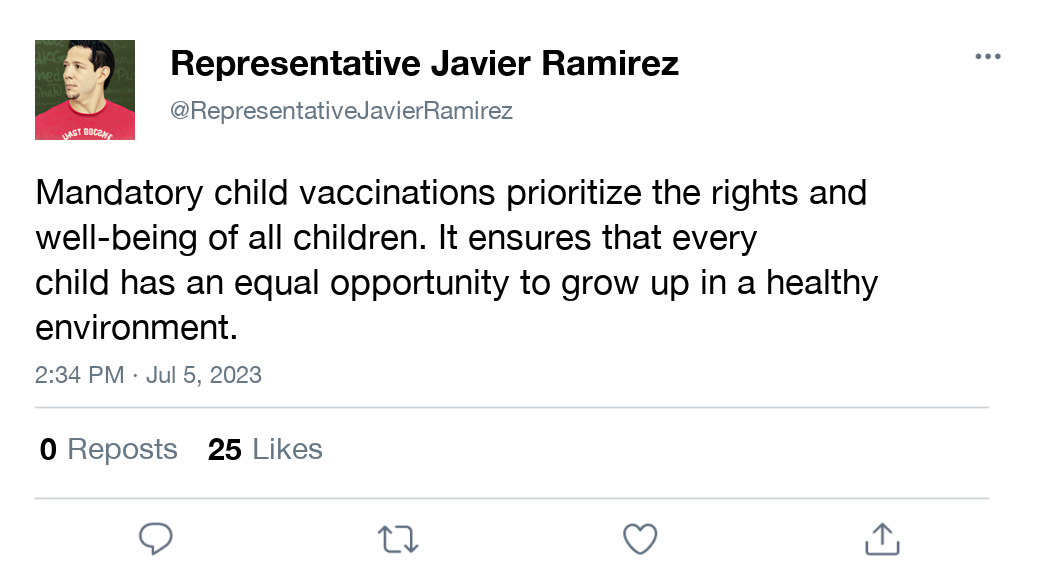 Representative Javier Ramirez
@RepresentativeJavierRamirez
Mandatory child vaccinations prioritize the rights and
well-being of all children. It ensures that every
child has an equal opportunity to grow up in a healthy
environment.
2:34 PM · Jul 5, 2023
0 Reposts 25 Likes